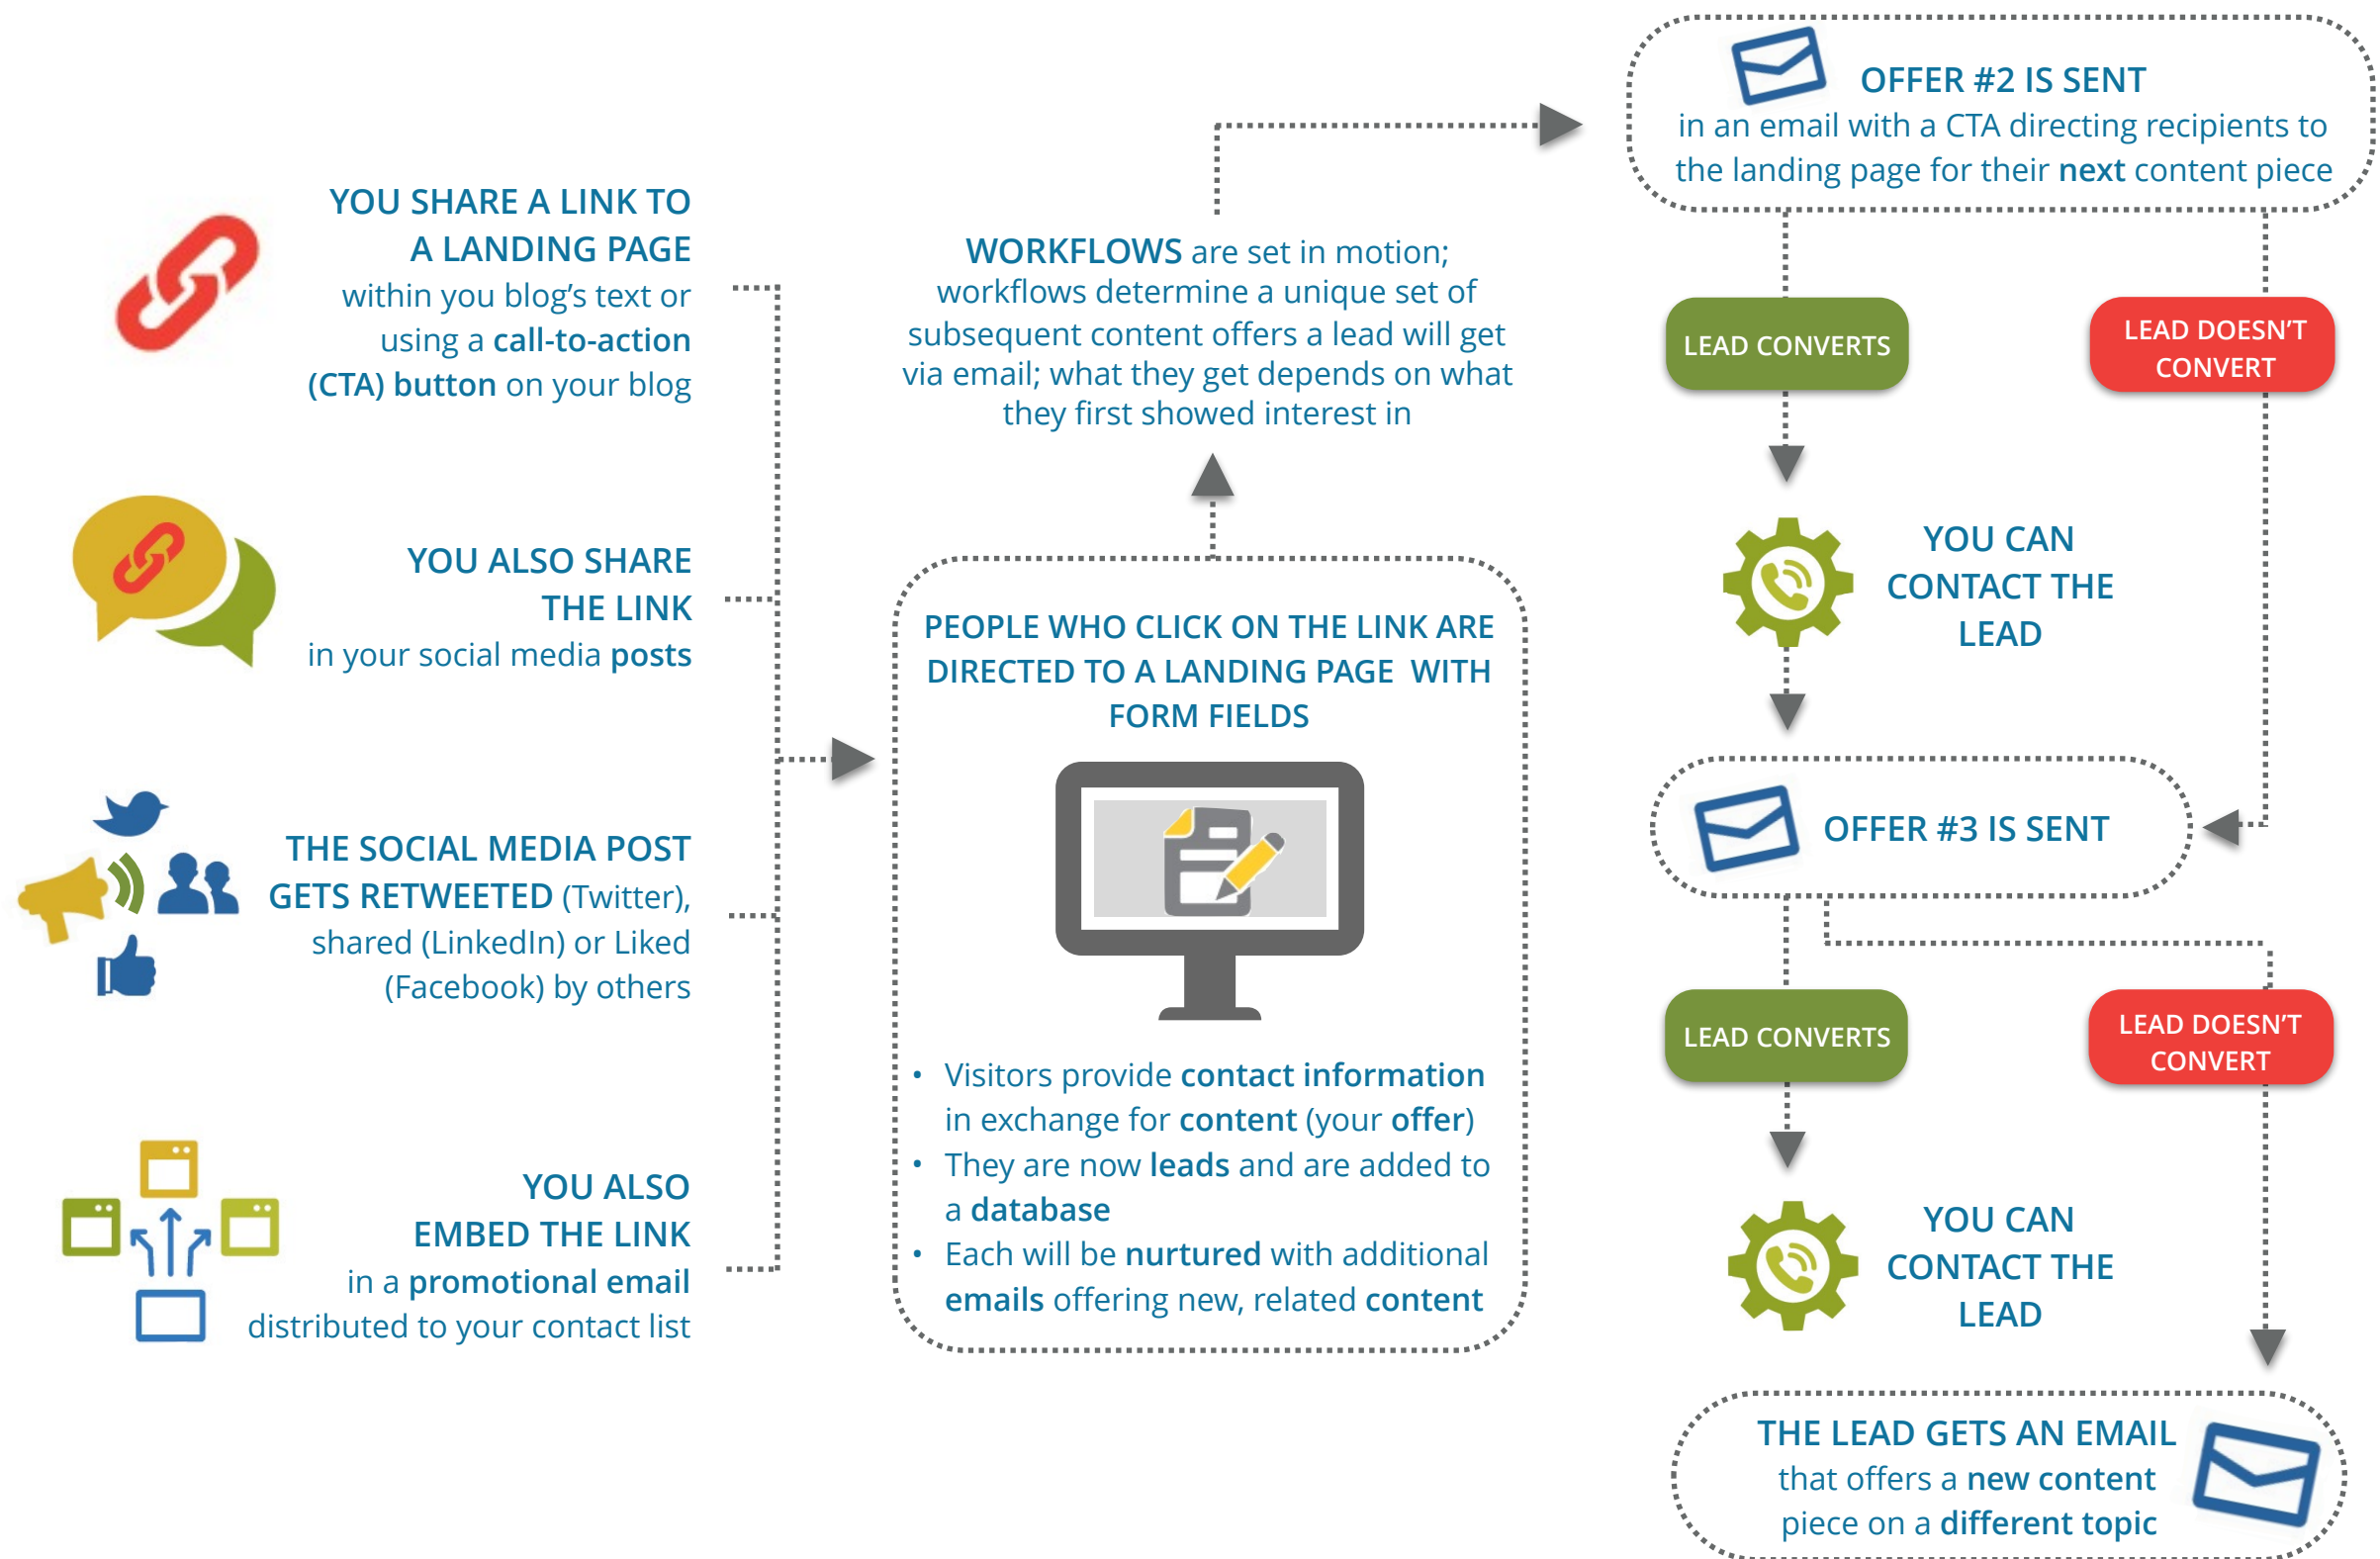 YOU SHARE A LINK TO
A LANDING PAGE
within you blog's text or
using a call-to-action
(CTA) button on your blog
YOU ALSO SHARE
THE LINK
in your social media posts
THE SOCIAL MEDIA POST
GETS RETWEETED (Twitter),
shared (LinkedIn) or Liked
(Facebook) by others
YOU ALSO
EMBED THE LINK
in a promotional email
distributed to your contact list
WORKFLOWS are set in motion;
workflows determine a unique set of
subsequent content offers a lead will get
via email; what they get depends on what
they first showed interest in
PEOPLE WHO CLICK ON THE LINK ARE
DIRECTED TO A LANDING PAGE WITH
FORM FIELDS
• Visitors provide contact information
in exchange for content (your offer)
• They are now leads and are added to
a database
• Each will be nurtured with additional
emails offering new, related content
OFFER #2 IS SENT
in an email with a CTA directing recipients to
the landing page for their next content piece
LEAD CONVERTS
LEAD DOESN'T
CONVERT
YOU CAN
CONTACT THE
LEAD
OFFER #3 IS SENT
LEAD CONVERTS
LEAD DOESN'T
CONVERT
YOU CAN
CONTACT THE
LEAD
THE LEAD GETS AN EMAIL
that offers a new content
piece on a different topic